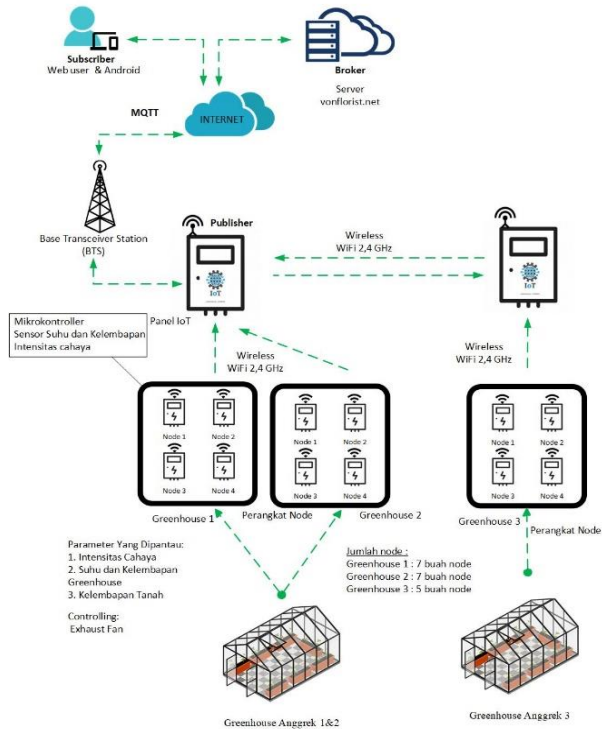 Subscriber
Web user & Android
Broker
Server
vonflorist.net
MQTT
INTERNET
Base Transceiver Station
(BTS)
Publisher
IoT
Panel IoT
Wireless
WiFi 2,4 GHz
IoT
Mikrokontroller
Sensor Suhu dan Kelembapan
Intensitas cahaya
Wireless
WiFi 2,4 GHz
Wireless
WiFi 2,4 GHz
Node 1
Node 2
Node 3
Node 4
Greenhouse 1
Perangkat Node
Node 1
Node 2
Node 3
Node 4
Greenhouse 2
Node 1
Node 2
Node 3
Node 4
Greenhouse 3
Perangkat Node
Parameter Yang Dipantau:
1. Intensitas Cahaya
2. Suhu dan Kelembapan
Greenhouse
3. Kelembapan Tanah
Controlling:
Exhaust Fan
Jumlah node :
Greenhouse 1 : 7 buah node
Greenhouse 2 : 7 buah node
Greenhouse 3 : 5 buah node
Greenhouse Anggrek 1&2
Greenhouse Anggrek 3